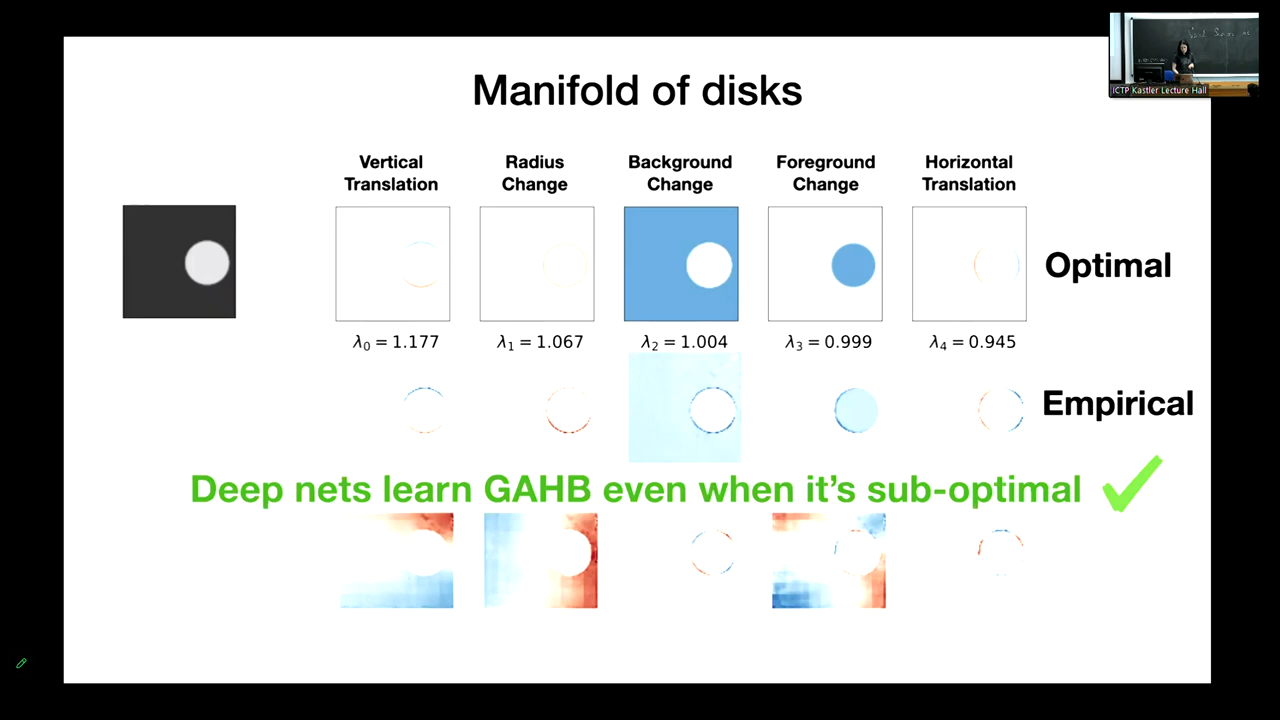 Manifold of disks
ICTP Kastler Lecture Hall
Vertical Translation
Radius Change
Background Change
Foreground Change
Horizontal Translation
Optimal
λ₀ = 1.177
λ₁ = 1.067
λ₂ = 1.004
λ₃ = 0.999
λ₄ = 0.945
Empirical
Deep nets learn GAHB even when it's sub-optimal